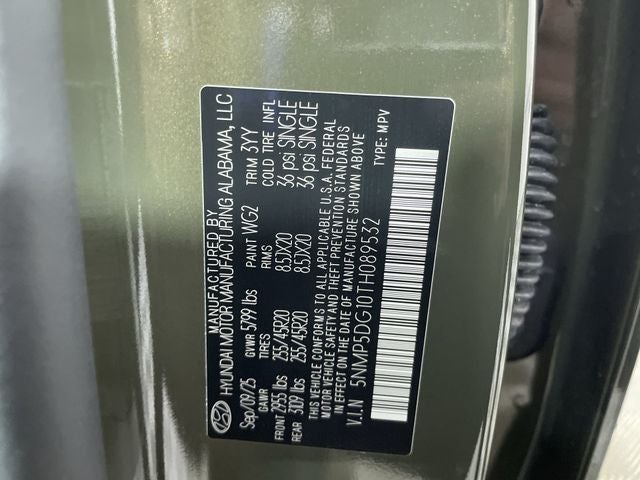 MANUFACTURED BY
HYUNDAI MOTOR MANUFACTURING ALABAMA, LLC
Sep/09/25 GVWR 5799 lbs PAINT WG2 TRIM 3YY
GAWR TIRES RIMS COLD TIRE INFL
FRONT 2955 lbs 255/45R20 8.5JX20 36 psi SINGLE
REAR 3109 lbs 255/45R20 8.5JX20 36 psi SINGLE
THIS VEHICLE CONFORMS TO ALL APPLICABLE U.S.A. FEDERAL
MOTOR VEHICLE SAFETY AND THEFT PREVENTION STANDARDS
IN EFFECT ON THE DATE OF MANUFACTURE SHOWN ABOVE
V.I.N 5NMP5DG10TH089532 TYPE: MPV